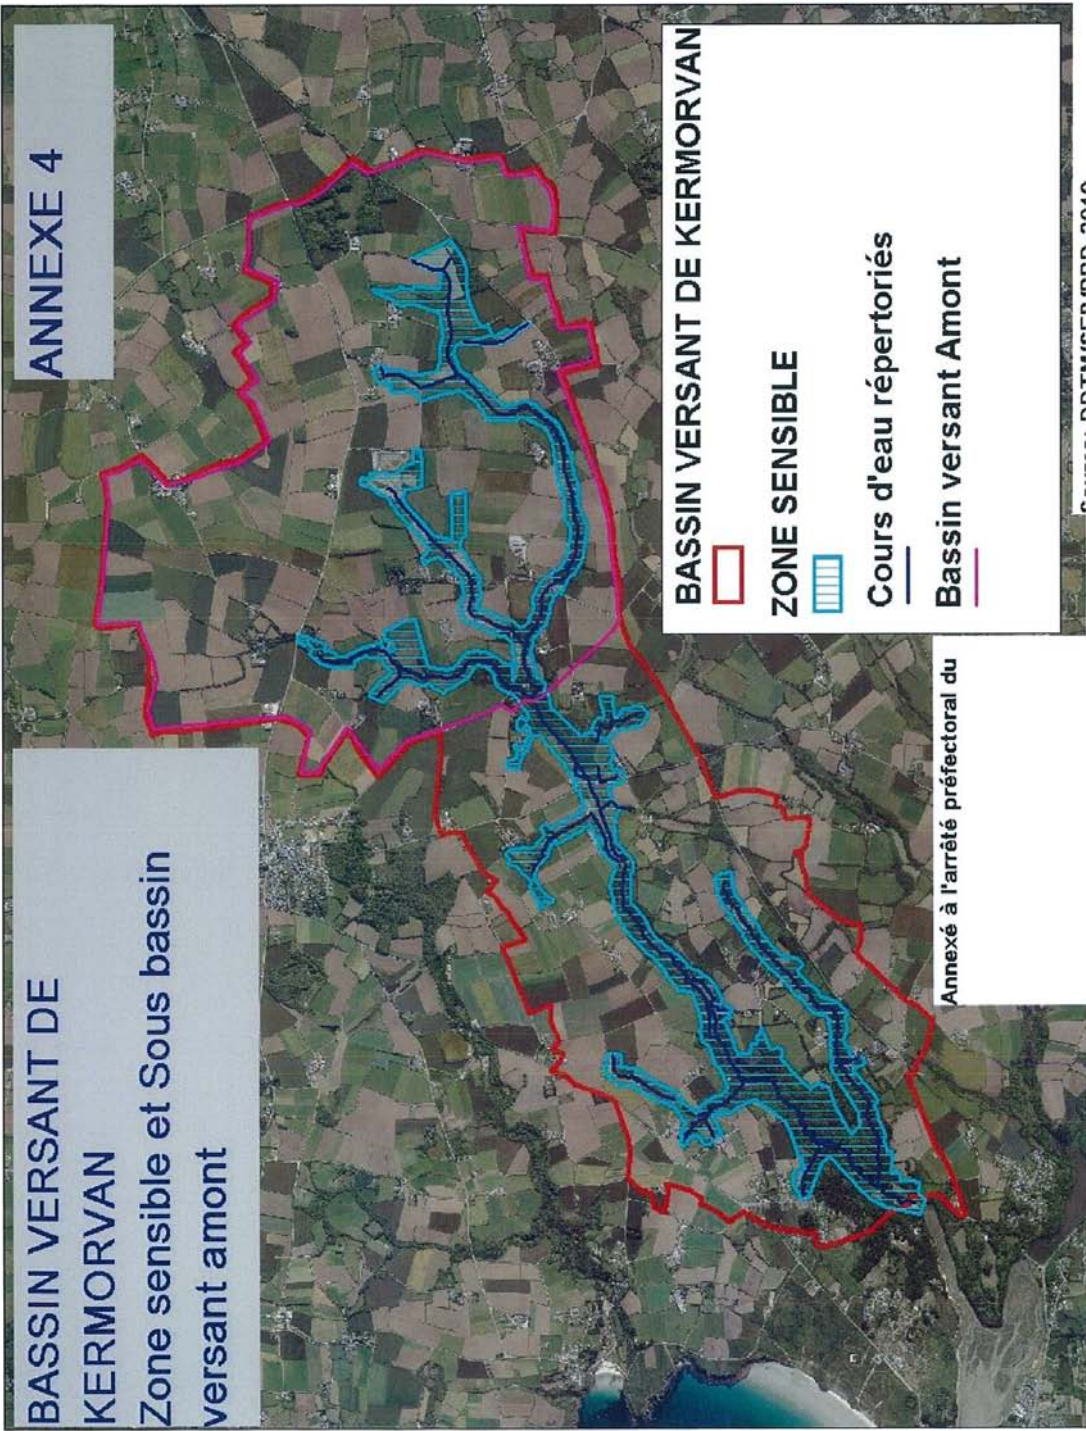 BASSIN VERSANT DE
KERMORVAN
Zone sensible et Sous bassin
versant amont
ANNEXE 4
BASSIN VERSANT DE KERMORVAN
ZONE SENSIBLE
Cours d'eau répertoriés
Bassin versant Amont
Annexé à l'arrêté préfectoral du